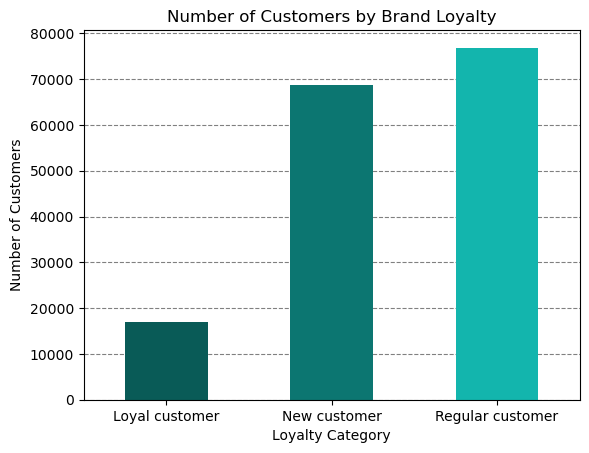 Number of Customers by Brand Loyalty
Number of Customers
80000
70000
60000
50000
40000
30000
20000
10000
0
Loyal customer
New customer
Regular customer
Loyalty Category